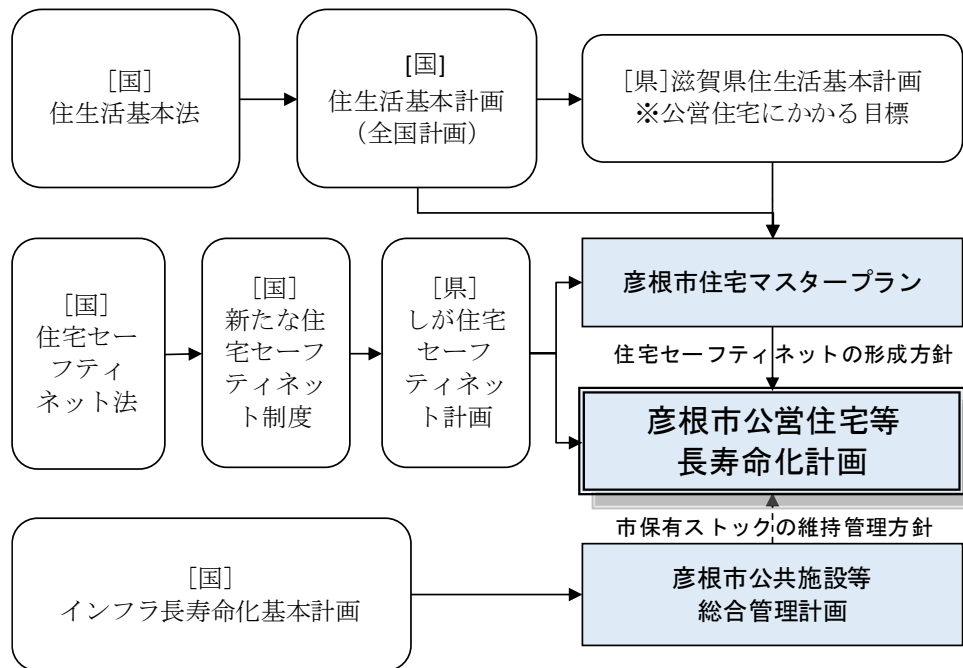 ［国］
住生活基本法
［国］
住生活基本計画
（全国計画）
［県］滋賀県住生活基本計画
※公営住宅にかかる目標
［国］
住宅セー
フティ
ネット法
［国］
新たな住
宅セーフ
ティネッ
ト制度
［県］
しが住宅
セーフ
ティネッ
ト計画
彦根市住宅マスタープラン
住宅セーフティネットの形成方針
彦根市公営住宅等
長寿命化計画
市保有ストックの維持管理方針
［国］
インフラ長寿命化基本計画
彦根市公共施設等
総合管理計画